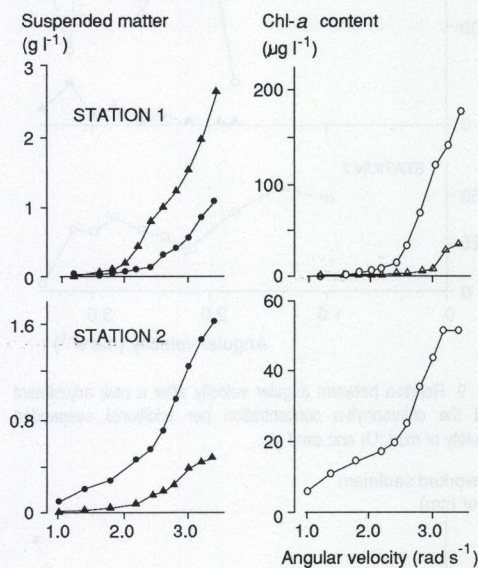 Suspended matter
(g l⁻¹)
Chl-a content
(µg l⁻¹)
3
2
1
0
STATION 1
200
100
0
1.6
0.8
0
STATION 2
1.0 2.0 3.0
60
40
20
0
1.0 2.0 3.0
Angular velocity (rad s⁻¹)